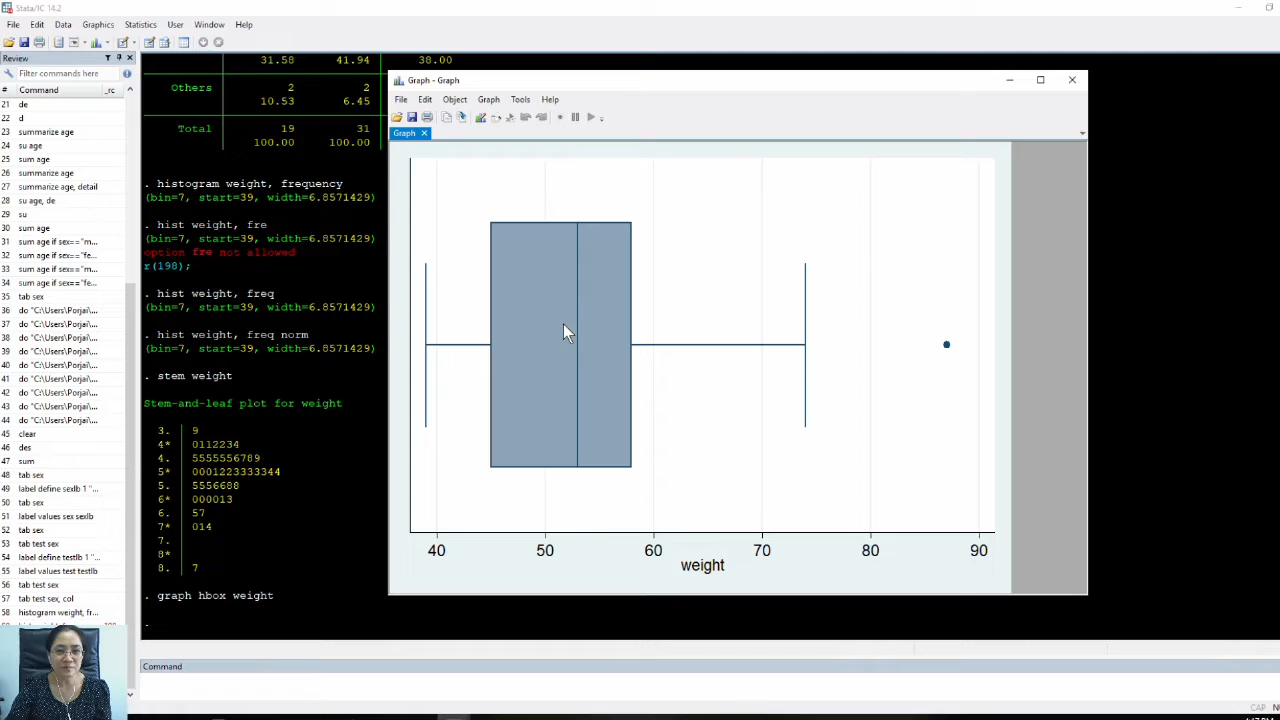 Stata/IC 14.2
File Edit Data Graphics Statistics User Window Help
Review
Filter commands here
# Command _rc
21 de
22 d
23 summarize age
24 su age
25 sum age
26 summarize age
27 summarize age, detail
28 su age, de
29 su
30 sum age
31 sum age if sex=="m...
32 sum age if sex=="fe...
33 sum age if sex=="m...
34 sum age if sex=="fe...
35 tab sex
36 do "C:\Users\Porjai\...
37 do "C:\Users\Porjai\...
38 do "C:\Users\Porjai\...
39 do "C:\Users\Porjai\...
40 do "C:\Users\Porjai\...
41 do "C:\Users\Porjai\...
42 do "C:\Users\Porjai\...
43 do "C:\Users\Porjai\...
44 do "C:\Users\Porjai\...
45 clear
46 des
47 sum
48 tab sex
49 label define sexlb 1 "...
50 tab sex
51 label values sex sexlb
52 tab sex
53 tab test sex
54 label define testlb 1 "...
55 label values test testlb
56 tab test sex
57 tab test sex, col
58 histogram weight, fr...
31.58 41.94 38.00
Others 2 2
10.53 6.45
Total 19 31
100.00 100.00
. histogram weight, frequency
(bin=7, start=39, width=6.8571429)
. hist weight, fre
(bin=7, start=39, width=6.8571429)
option fre not allowed
r(198);
. hist weight, freq
(bin=7, start=39, width=6.8571429)
. hist weight, freq norm
(bin=7, start=39, width=6.8571429)
. stem weight
Stem-and-leaf plot for weight
3. 9
4* 0112234
4. 5555556789
5* 0001223333344
5. 5556688
6* 000013
6. 57
7* 014
7.
8*
8. 7
. graph hbox weight
.
Graph - Graph
File Edit Object Graph Tools Help
Graph
40 50 60 70 80 90
weight
Command
CAP